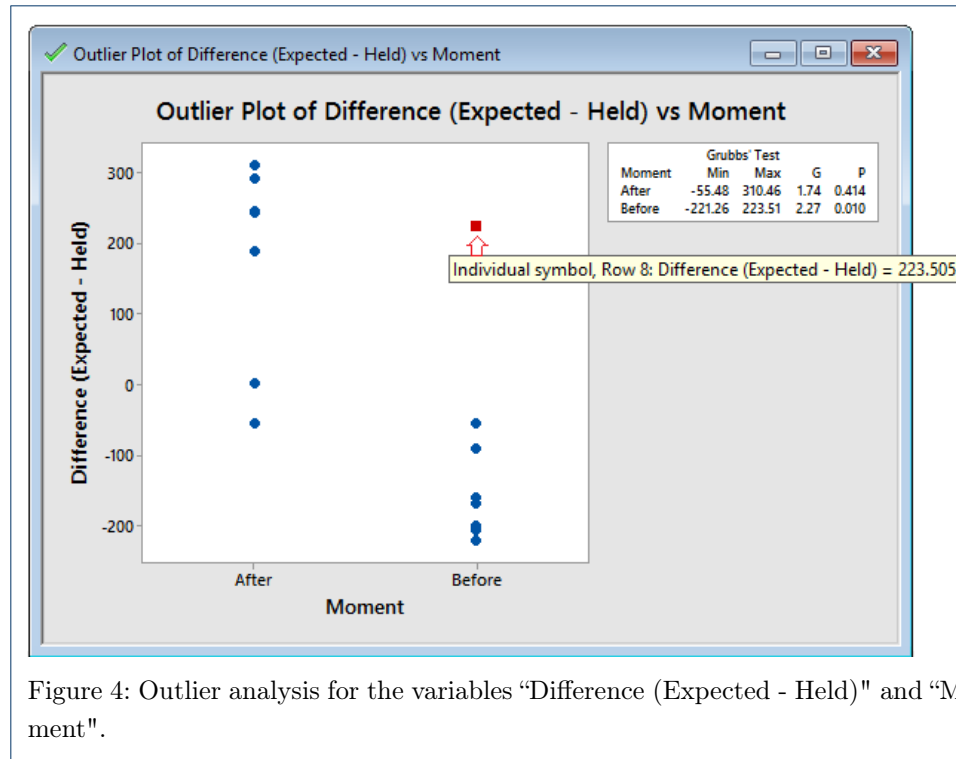 Outlier Plot of Difference (Expected - Held) vs Moment
Outlier Plot of Difference (Expected - Held) vs Moment
Grubbs' Test
Moment Min Max G P
After -55.48 310.46 1.74 0.414
Before -221.26 223.51 2.27 0.010
Individual symbol, Row 8: Difference (Expected - Held) = 223.505
Difference (Expected - Held)
300
200
100
0
-100
-200
After Before
Moment
Figure 4: Outlier analysis for the variables “Difference (Expected - Held)" and “M
ment".